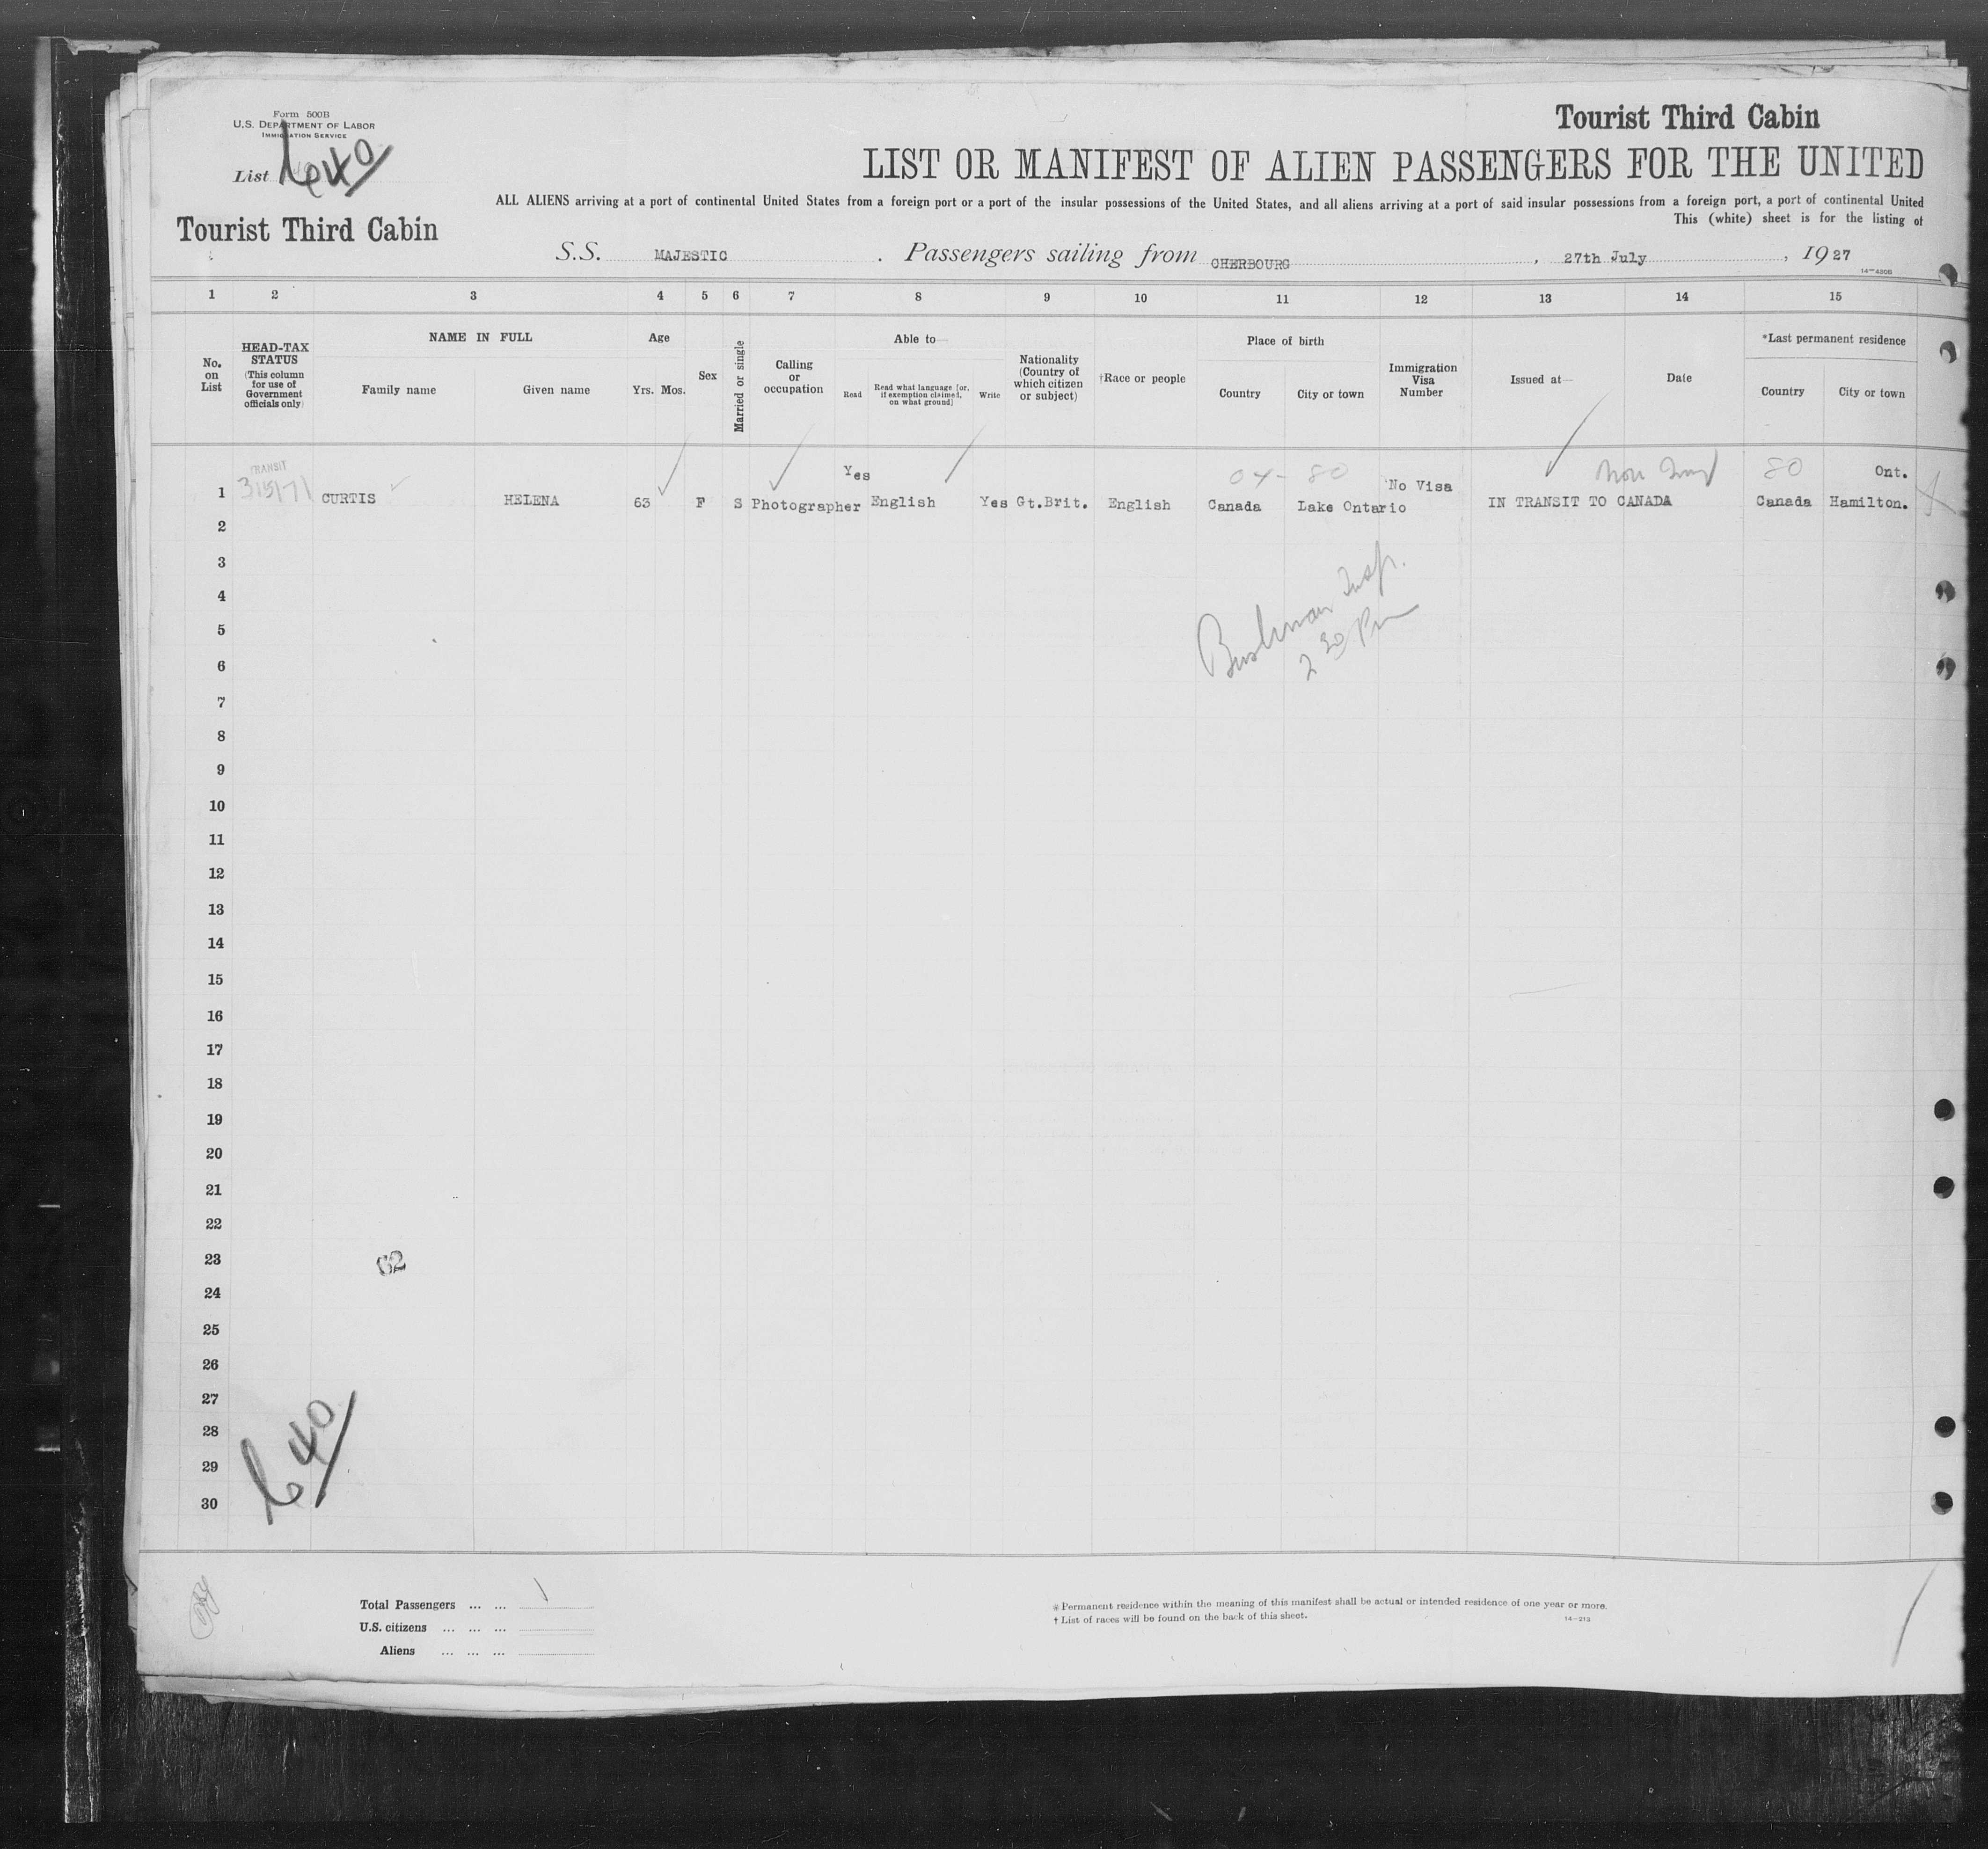 Form 500B
U.S. DEPARTMENT OF LABOR
IMMIGRATION SERVICE
List 640
Tourist Third Cabin
Tourist Third Cabin
LIST OR MANIFEST OF ALIEN PASSENGERS FOR THE UNITED
ALL ALIENS arriving at a port of continental United States from a foreign port or a port of the insular possessions of the United States, and all aliens arriving at a port of said insular possessions from a foreign port, a port of continental United
This (white) sheet is for the listing of
S.S. MAJESTIC . Passengers sailing from CHERBOURG , 27th July , 1927
14-430B
1 2 3 4 5 6 7 8 9 10 11 12 13 14 15
No. on List
HEAD-TAX STATUS (This column for use of Government officials only)
NAME IN FULL
Family name Given name
Age
Yrs. Mos.
Sex
Married or single
Calling or occupation
Able to—
Read Read what language [or, if exemption claimed, on what ground] Write
Nationality (Country of which citizen or subject)
†Race or people
Place of birth
Country City or town
Immigration Visa Number
Issued at—
Date
*Last permanent residence
Country City or town
TRANSIT
04 - 80 80
Yes No Visa Ont.
1 CURTIS HELENA 63 F S Photographer English Yes Gt.Brit. English Canada Lake Ontario IN TRANSIT TO CANADA Canada Hamilton.
2
3
4
5
6
7
8
9
10
11
12
13
14
15
16
17
18
19
20
21
22
23
24
25
26
27
28
29
30
Insp.
2 30 Pm
62
640
Total Passengers ... ... 1
U.S. citizens ... ... ...
Aliens ... ... ...
* Permanent residence within the meaning of this manifest shall be actual or intended residence of one year or more.
† List of races will be found on the back of this sheet.
14-213